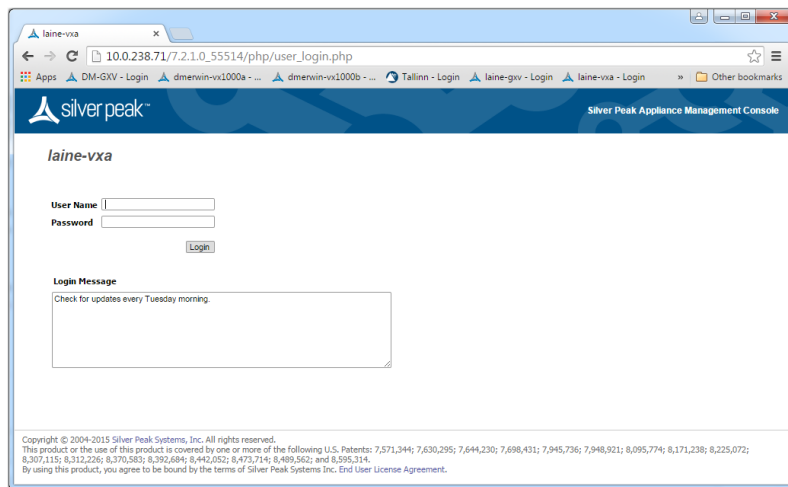 laine-vxa
10.0.238.71/7.2.1.0_55514/php/user_login.php
Apps DM-GXV - Login dmerwin-vx1000a - ... dmerwin-vx1000b - ... Tallinn - Login laine-gxv - Login laine-vxa - Login » Other bookmarks
silver peak™ Silver Peak Appliance Management Console
laine-vxa
User Name
Password
Login
Login Message
Check for updates every Tuesday morning.
Copyright © 2004-2015 Silver Peak Systems, Inc. All rights reserved.
This product or the use of this product is covered by one or more of the following U.S. Patents: 7,571,344; 7,630,295; 7,644,230; 7,698,431; 7,945,736; 7,948,921; 8,095,774; 8,171,238; 8,225,072;
8,307,115; 8,312,226; 8,370,583; 8,392,684; 8,442,052; 8,473,714; 8,489,562; and 8,595,314.
By using this product, you agree to be bound by the terms of Silver Peak Systems Inc. End User License Agreement.